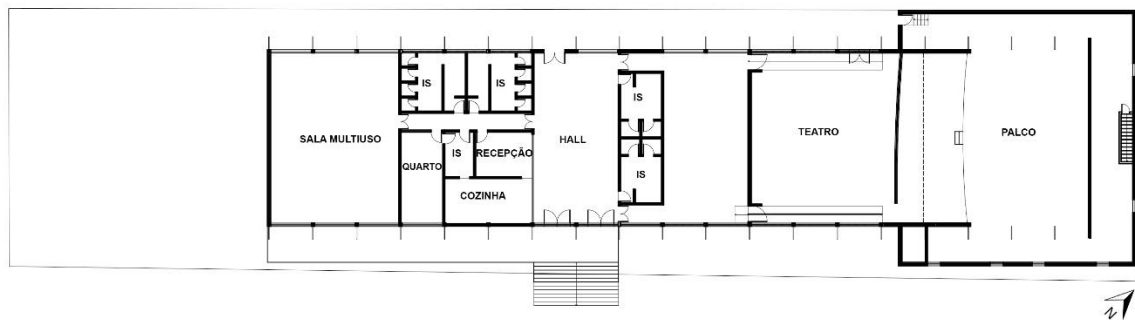 IS
IS
IS
SALA MULTIUSO
HALL
TEATRO
PALCO
IS
RECEPÇÃO
QUARTO
IS
COZINHA
N